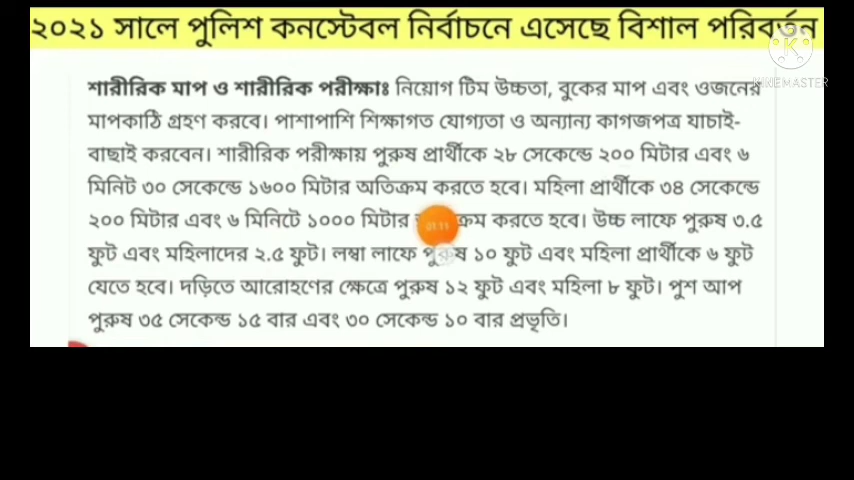 ২০২১ সালে পুলিশ কনস্টেবল নির্বাচনে এসেছে বিশাল পরিবর্তন
KINEMASTER
শারীরিক মাপ ও শারীরিক পরীক্ষাঃ নিয়োগ টিম উচ্চতা, বুকের মাপ এবং ওজনের
মাপকাঠি গ্রহণ করবে। পাশাপাশি শিক্ষাগত যোগ্যতা ও অন্যান্য কাগজপত্র যাচাই-
বাছাই করবেন। শারীরিক পরীক্ষায় পুরুষ প্রার্থীকে ২৮ সেকেন্ডে ২০০ মিটার এবং ৬
মিনিট ৩০ সেকেন্ডে ১৬০০ মিটার অতিক্রম করতে হবে। মহিলা প্রার্থীকে ৩৪ সেকেন্ডে
২০০ মিটার এবং ৬ মিনিটে ১০০০ মিটার করতে হবে। উচ্চ লাফে পুরুষ ৩.৫
01:11
ফুট এবং মহিলাদের ২.৫ ফুট। লম্বা লাফে পুরুষ ১০ ফুট এবং মহিলা প্রার্থীকে ৬ ফুট
যেতে হবে। দড়িতে আরোহণের ক্ষেত্রে পুরুষ ১২ ফুট এবং মহিলা ৮ ফুট। পুশ আপ
পুরুষ ৩৫ সেকেন্ড ১৫ বার এবং ৩০ সেকেন্ড ১০ বার প্রভৃতি।